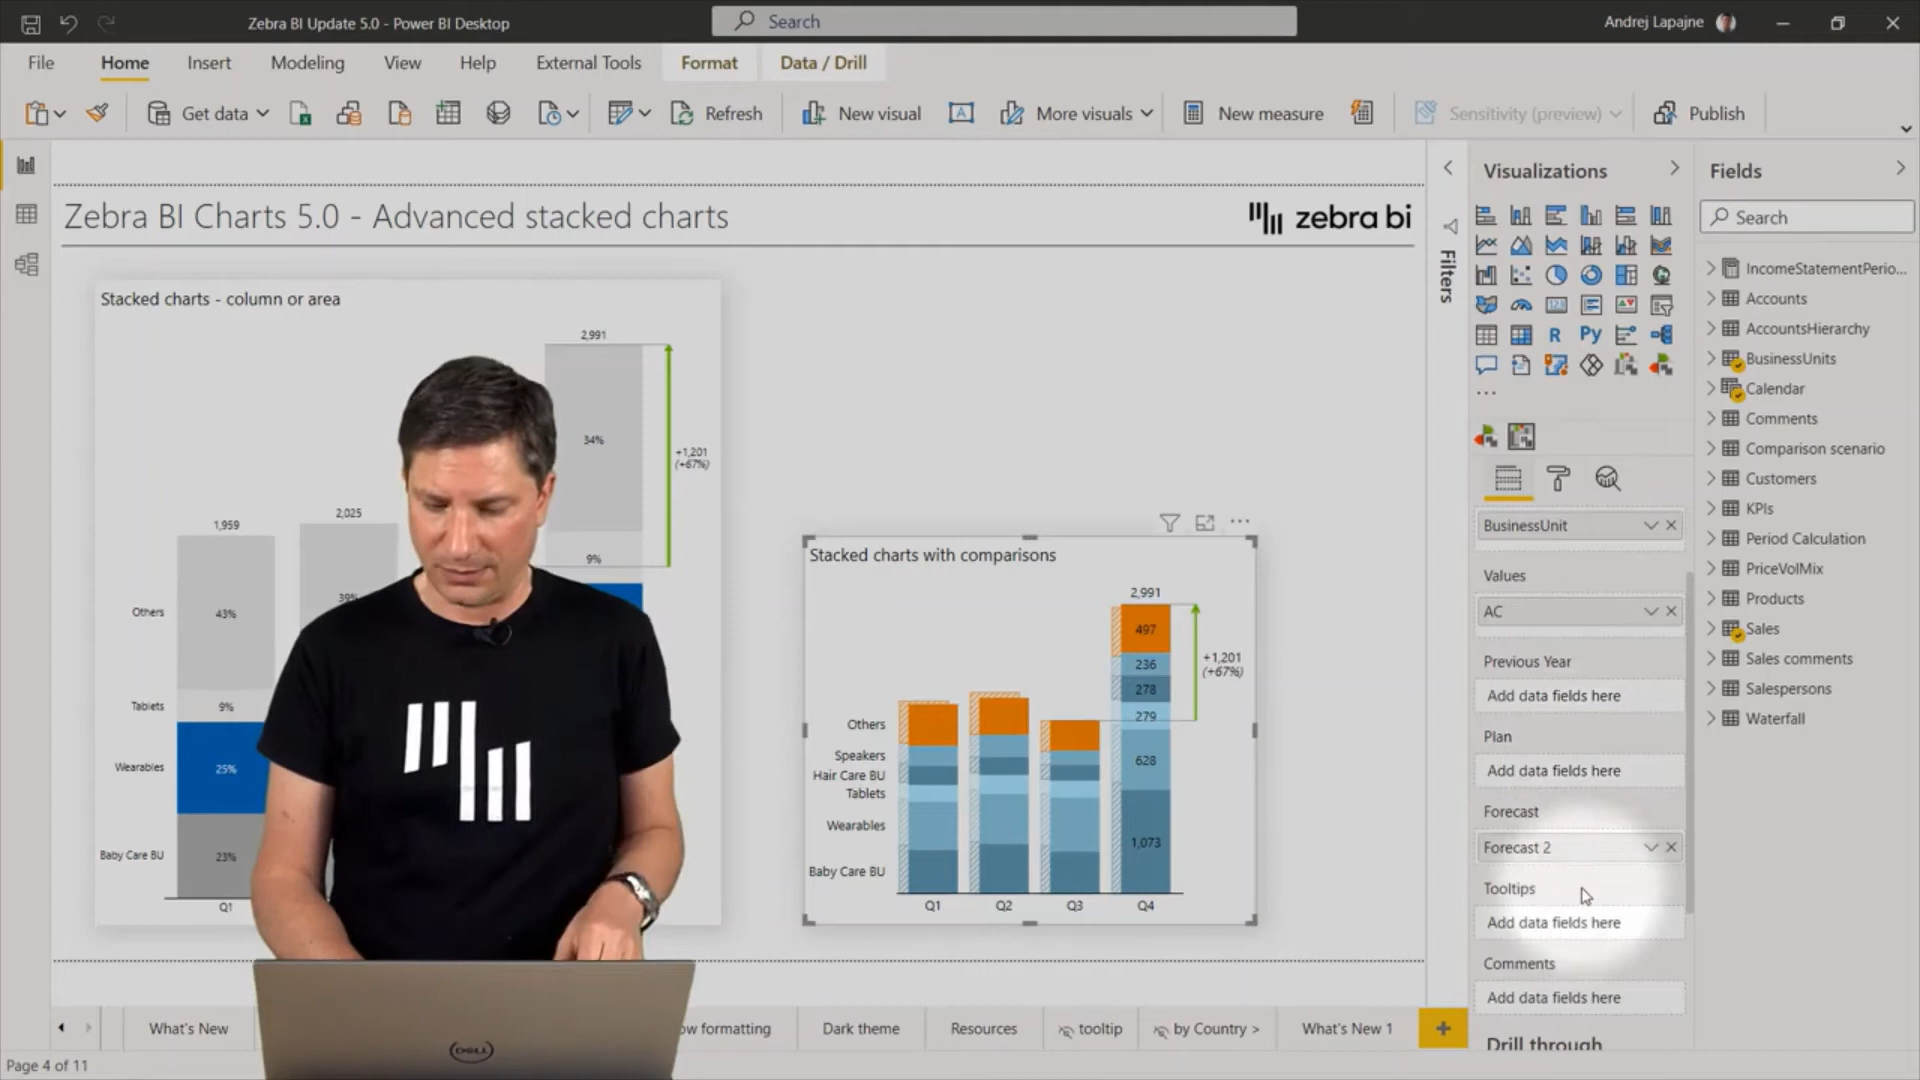 Zebra BI Update 5.0 - Power BI Desktop
Search
Andrej Lapajne
File Home Insert Modeling View Help External Tools Format Data / Drill
Get data
Refresh
New visual
More visuals
New measure
Sensitivity (preview)
Publish
Zebra BI Charts 5.0 - Advanced stacked charts
zebra bi
Stacked charts - column or area
2,991
34%
+1,201
(+67%)
1,959
2,025
9%
Others
43%
39%
Tablets
9%
Wearables
25%
Baby Care BU
23%
Q1
DELL
Stacked charts with comparisons
2,991
497
236
278
279
628
1,073
+1,201
(+67%)
Others
Speakers
Hair Care BU
Tablets
Wearables
Baby Care BU
Q1 Q2 Q3 Q4
Filters
Visualizations
R
Py
123
BusinessUnit
Values
AC
Previous Year
Add data fields here
Plan
Add data fields here
Forecast
Forecast 2
Tooltips
Add data fields here
Comments
Add data fields here
Drill through
Fields
Search
IncomeStatementPerio...
Accounts
AccountsHierarchy
BusinessUnits
Calendar
Comments
Comparison scenario
Customers
KPIs
Period Calculation
PriceVolMix
Products
Sales
Sales comments
Salespersons
Waterfall
What's New
ow formatting
Dark theme
Resources
tooltip
by Country >
What's New 1
Page 4 of 11